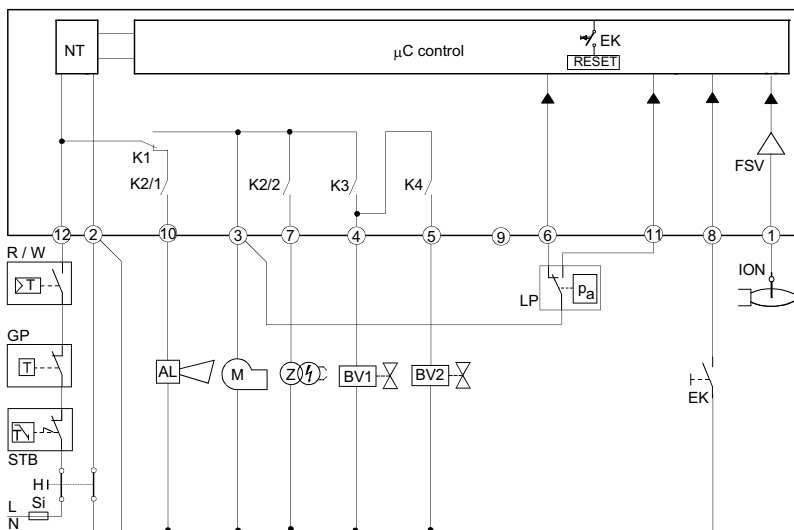 NT
μC control
EK
RESET
K1
K2/1
K2/2
K3
K4
FSV
12 2 10 3 7 4 5 9 6 11 8 1
R / W
T
ION
LP
pa
GP
T
AL
M
Z
BV1
BV2
EK
T
STB
H
L
Si
N